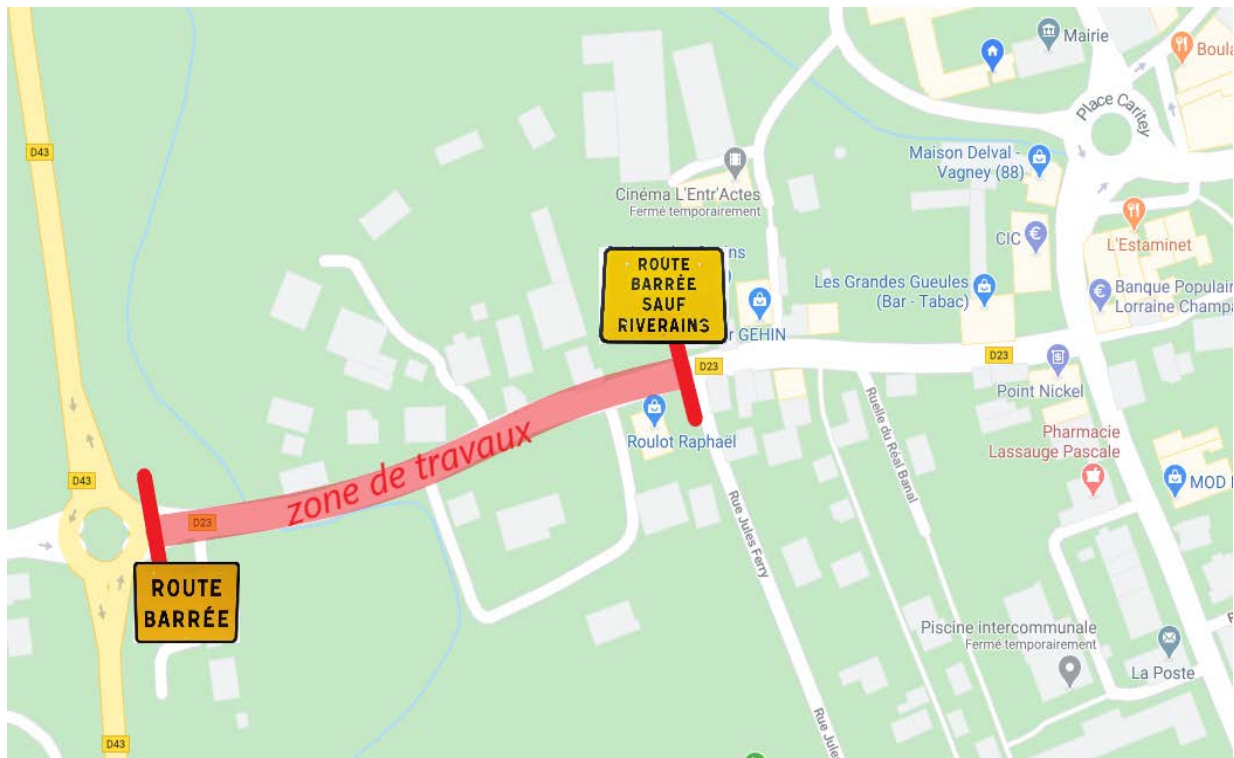 Mairie
Boula
Place Caritey
D43
Maison Delval -
Vagney (88)
Cinéma L'Entr'Actes
Fermé temporairement
CIC
L'Estaminet
ROUTE
BARRÉE
SAUF
RIVERAINS
Les Grandes Gueules
(Bar - Tabac)
Banque Populair
Lorraine Champa
GEHIN
D23
D23
Point Nickel
Roulot Raphaël
Ruelle du Réal Banal
Pharmacie
Lassauge Pascale
zone de travaux
D43
MOD
D23
Rue Jules Ferry
ROUTE
BARRÉE
Piscine intercommunale
Fermé temporairement
La Poste
Rue Jules
D43